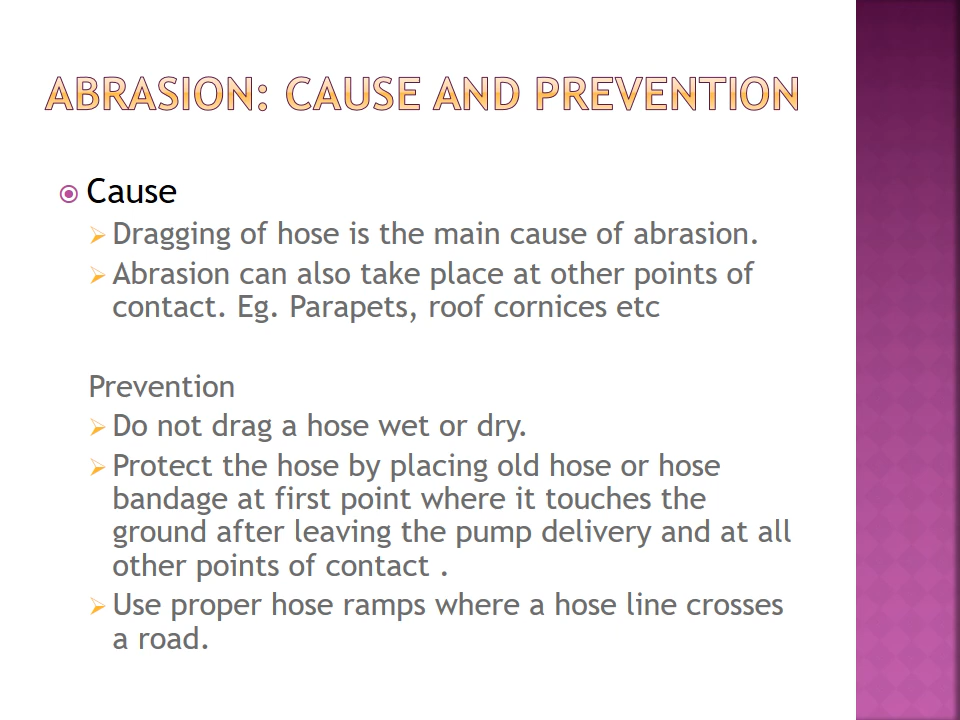 ABRASION: CAUSE AND PREVENTION
Cause
Dragging of hose is the main cause of abrasion.
Abrasion can also take place at other points of
contact. Eg. Parapets, roof cornices etc
Prevention
Do not drag a hose wet or dry.
Protect the hose by placing old hose or hose
bandage at first point where it touches the
ground after leaving the pump delivery and at all
other points of contact .
Use proper hose ramps where a hose line crosses
a road.